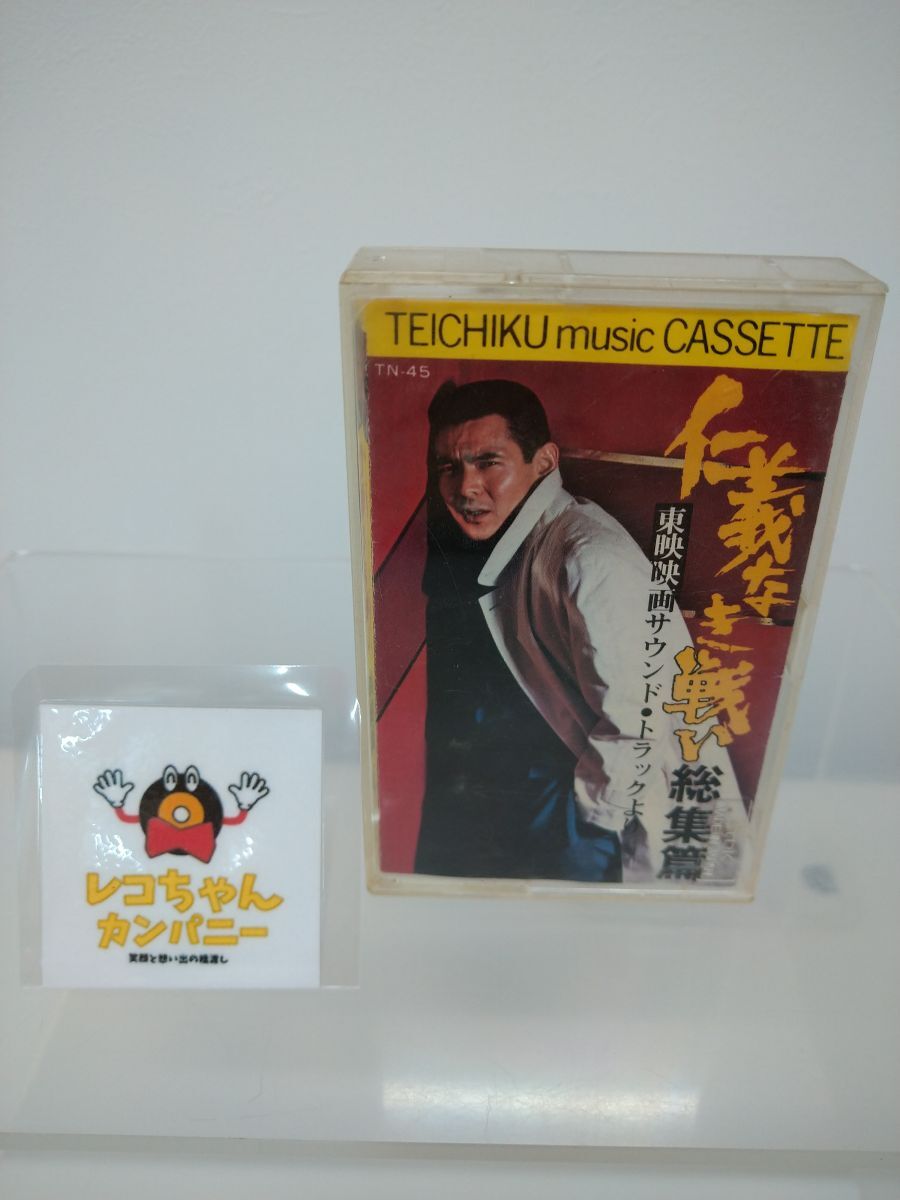 TEICHIKU music CASSETTE
TN-45
仁義なき戦い
総集篇
東映映画サウンド・トラックより
レコちゃん
カンパニー
笑顔と想い出の橋渡し